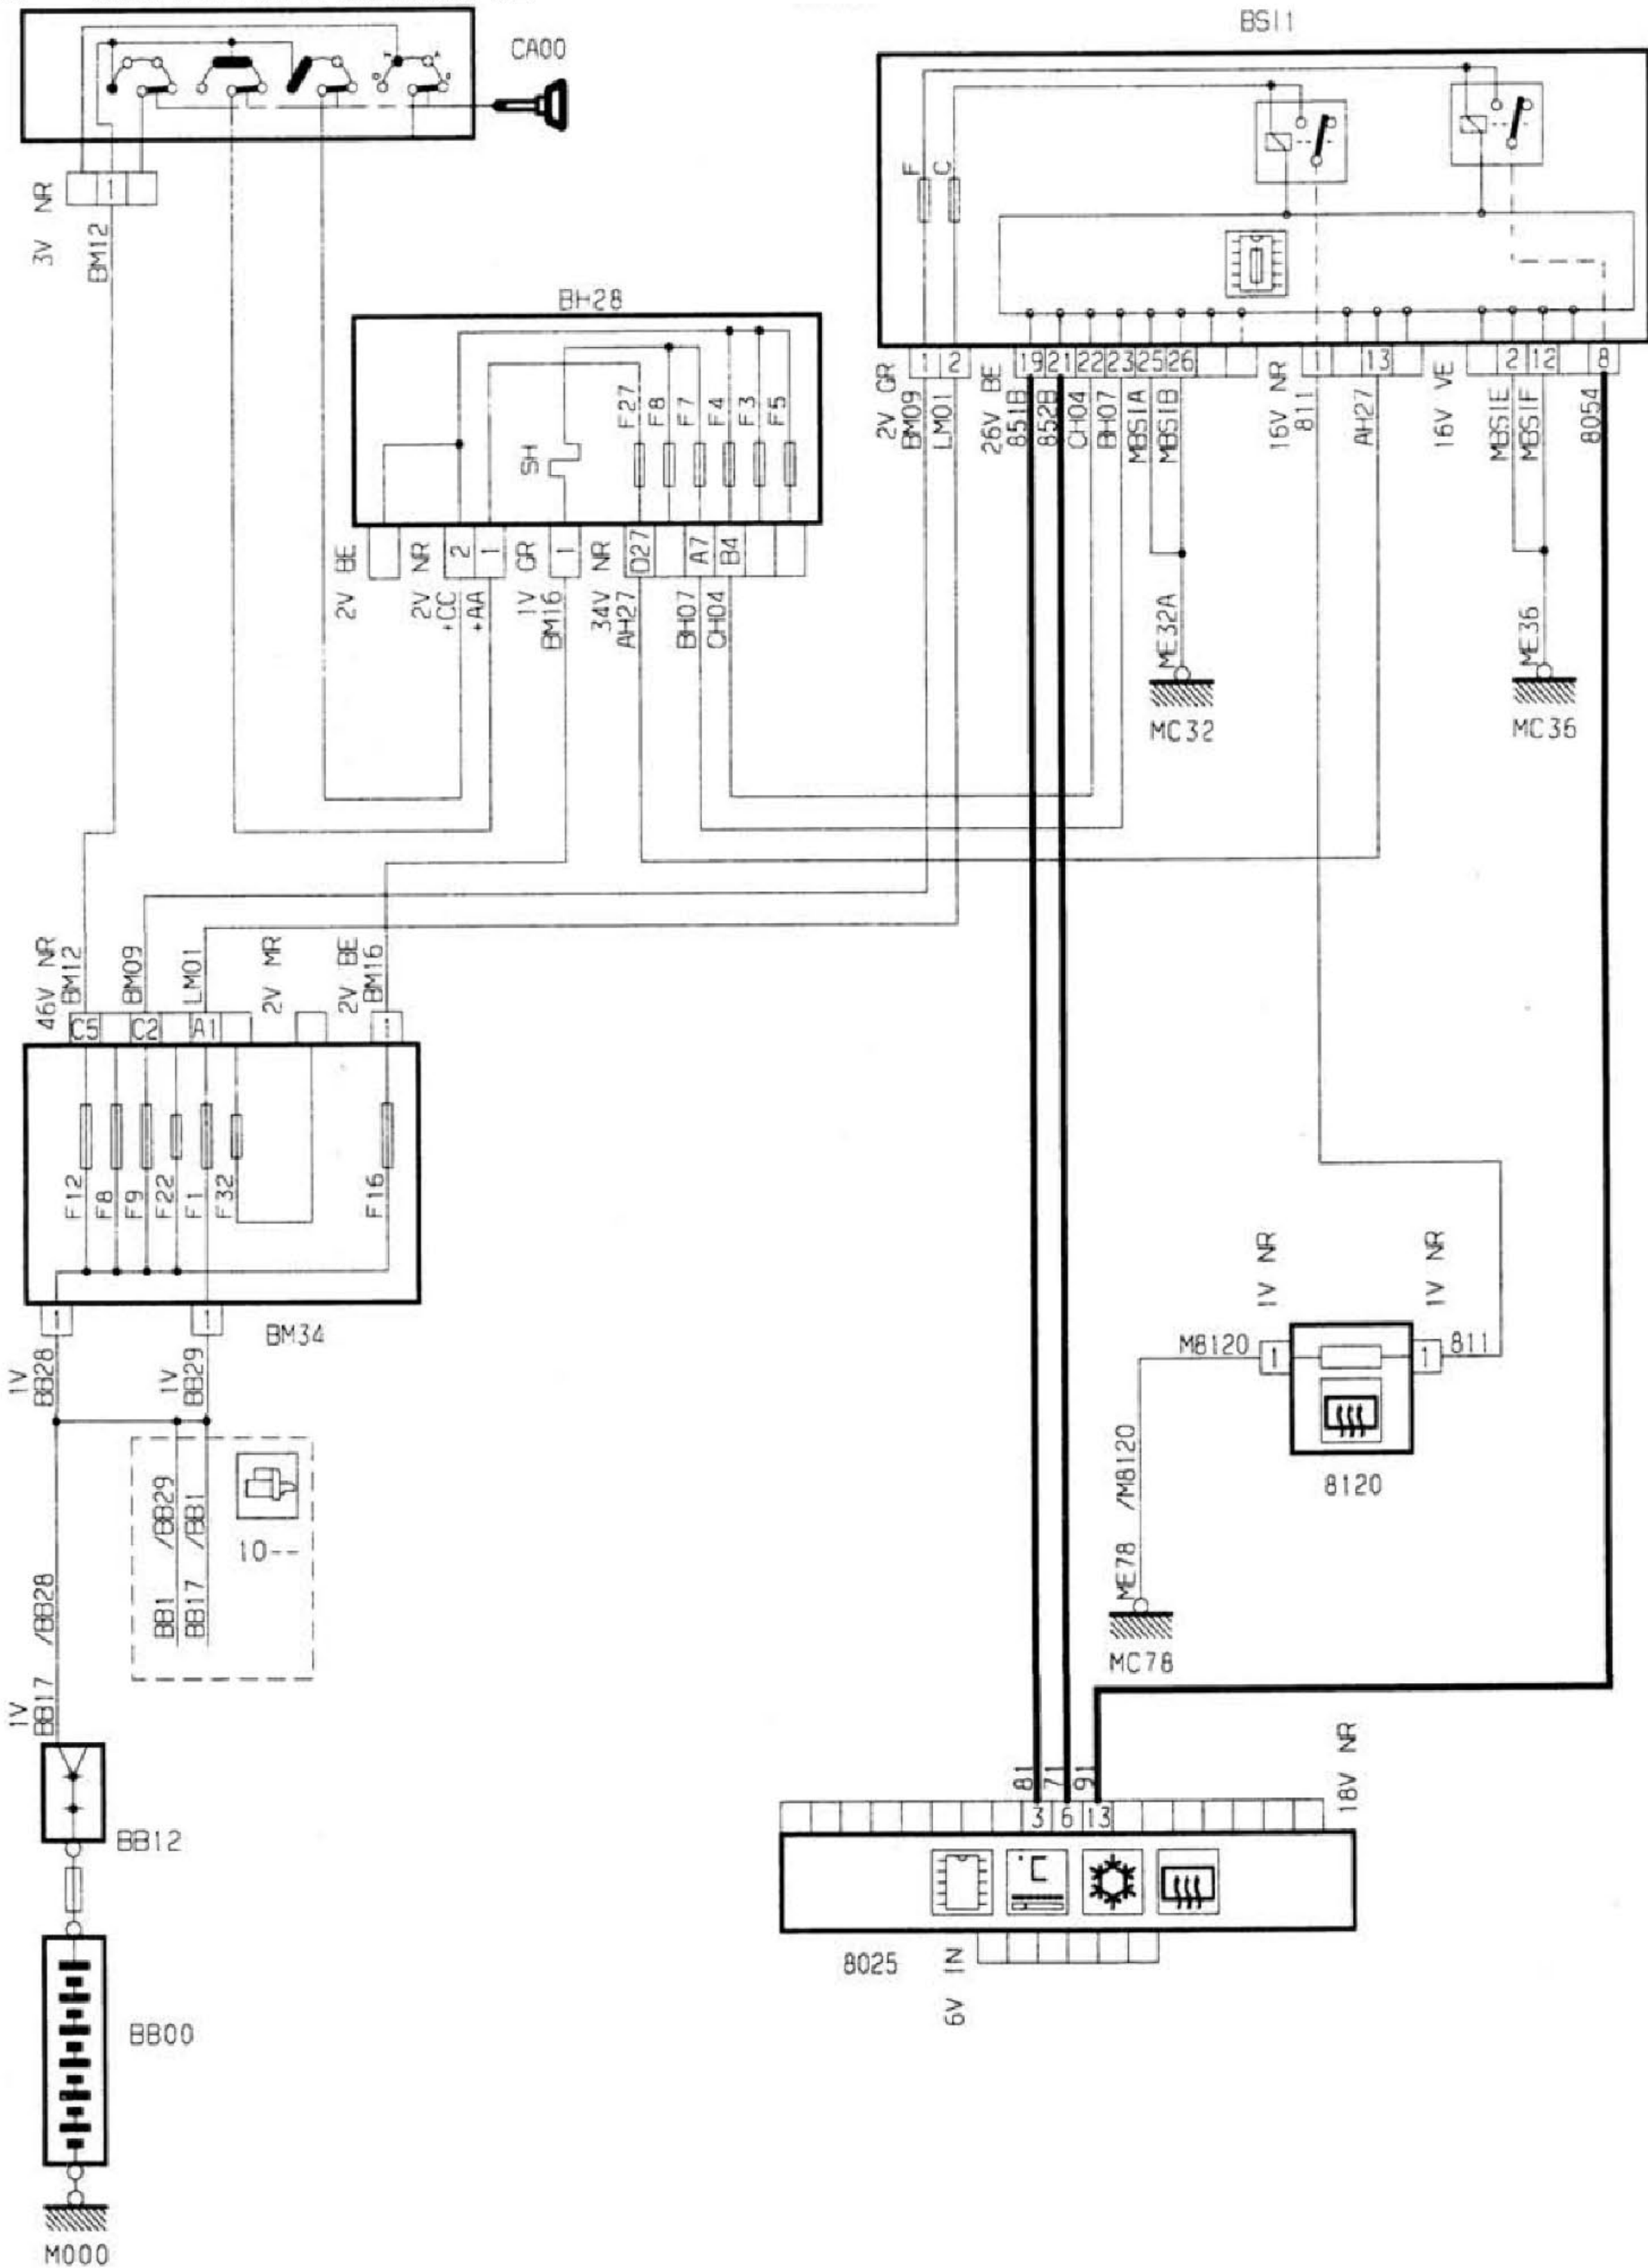 BSI1
CA00
3V NR
BM12
BH28
F
C
F27
F8
F7
F4
F3
F5
SH
2V BE
2
1
1
D27
A7
B4
2V NR
+CC
+AA
1V GR
BM16
34V NR
AH27
BH07
CH04
1
1
2
19
21
22
23
25
26
1
13
2
12
8
2V GR
BM09
LM01
26V BE
851B
852B
CH04
BH07
MBS1A
MBS1B
16V NR
811
AH27
16V VE
MBS1E
MBS1F
8054
ME32A
MC32
ME36
MC36
46V NR
BM12
BM09
LM01
2V MR
2V BE
BM16
C5
C2
A1
1
F12
F8
F9
F22
F1
F32
F16
1
1
BM34
1V
BB28
1V
BB29
BB1 /BB29
BB17 /BB1
10--
1V
BB17 /BB28
BB12
BB00
M000
1V NR
1V NR
M8120
1
1
811
8120
ME78 /M8120
MC78
81
71
91
18V NR
3
6
13
8025
6V IN